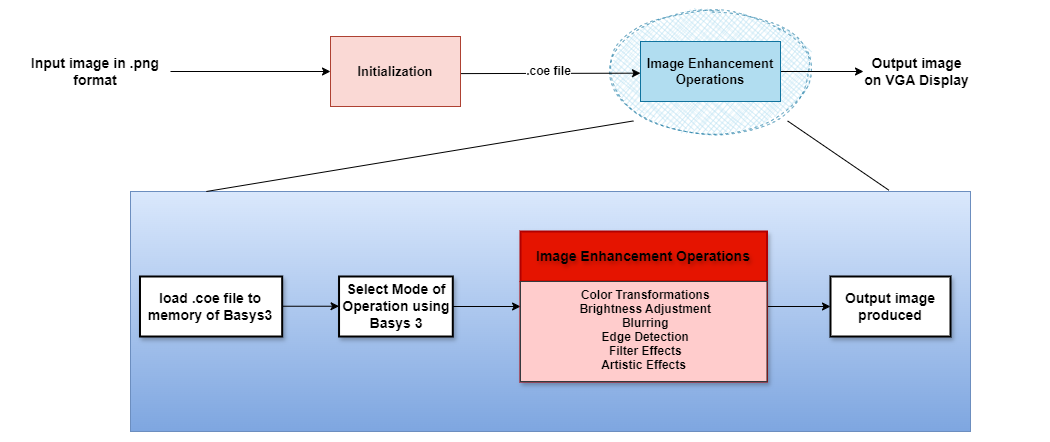 Input image in .png
format
Initialization
.coe file
Image Enhancement
Operations
Output image
on VGA Display
load .coe file to
memory of Basys3
Select Mode of
Operation using
Basys 3
Image Enhancement Operations
Color Transformations
Brightness Adjustment
Blurring
Edge Detection
Filter Effects
Artistic Effects
Output image
produced